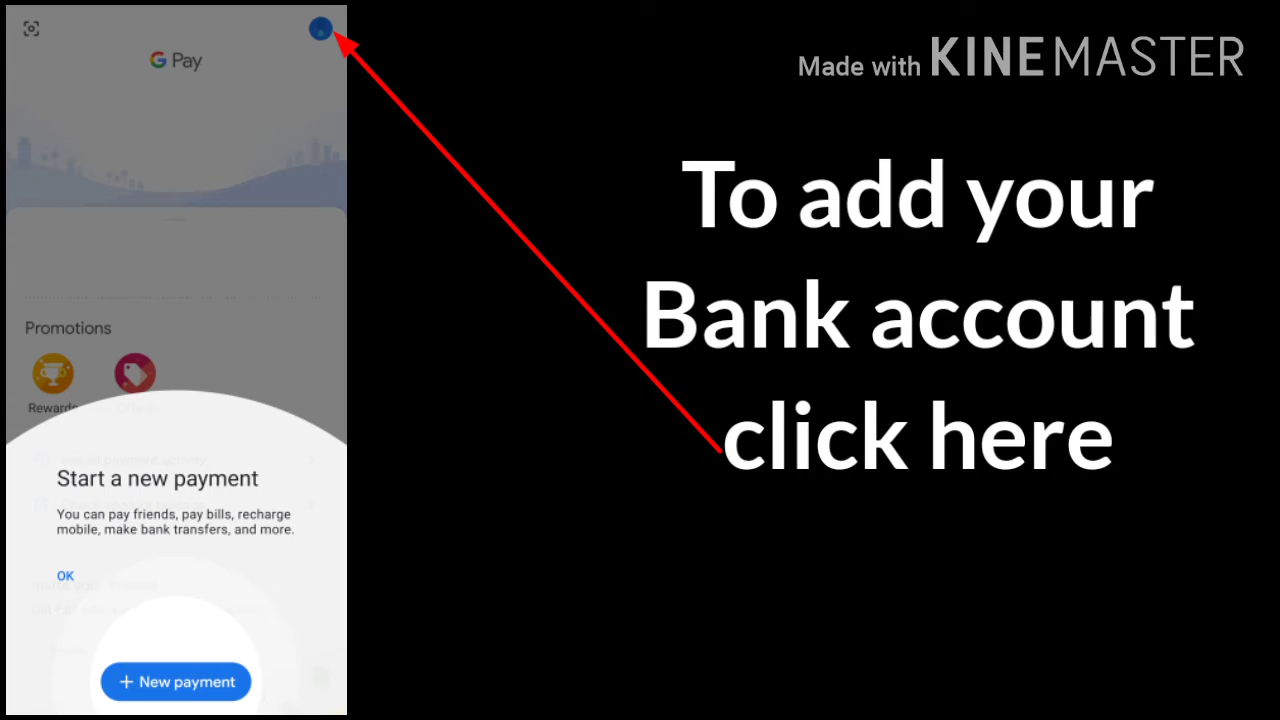 G Pay
Promotions
Rewards
Start a new payment
You can pay friends, pay bills, recharge
mobile, make bank transfers, and more.
OK
+ New payment
Made with KINEMASTER
To add your
Bank account
click here